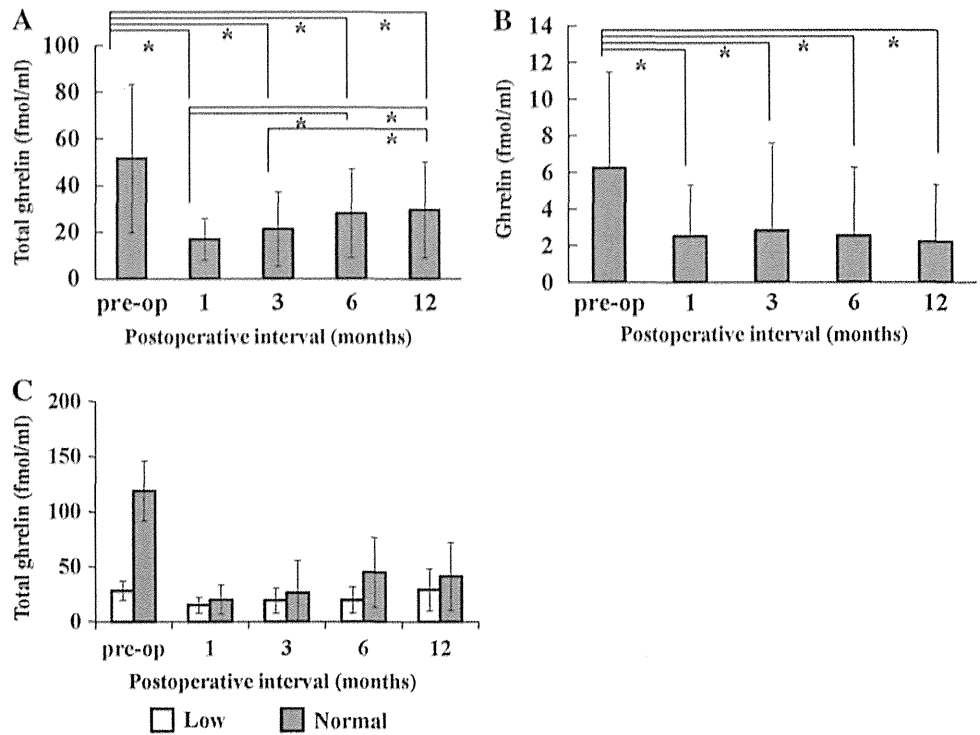 A
Total ghrelin (fmol/ml)
100
80
60
40
20
0
* * * *
* *
* *
pre-op 1 3 6 12
Postoperative interval (months)
B
Ghrelin (fmol/ml)
14
12
10
8
6
4
2
0
* * * *
pre-op 1 3 6 12
Postoperative interval (months)
C
Total ghrelin (fmol/ml)
200
150
100
50
0
pre-op 1 3 6 12
Postoperative interval (months)
Low Normal